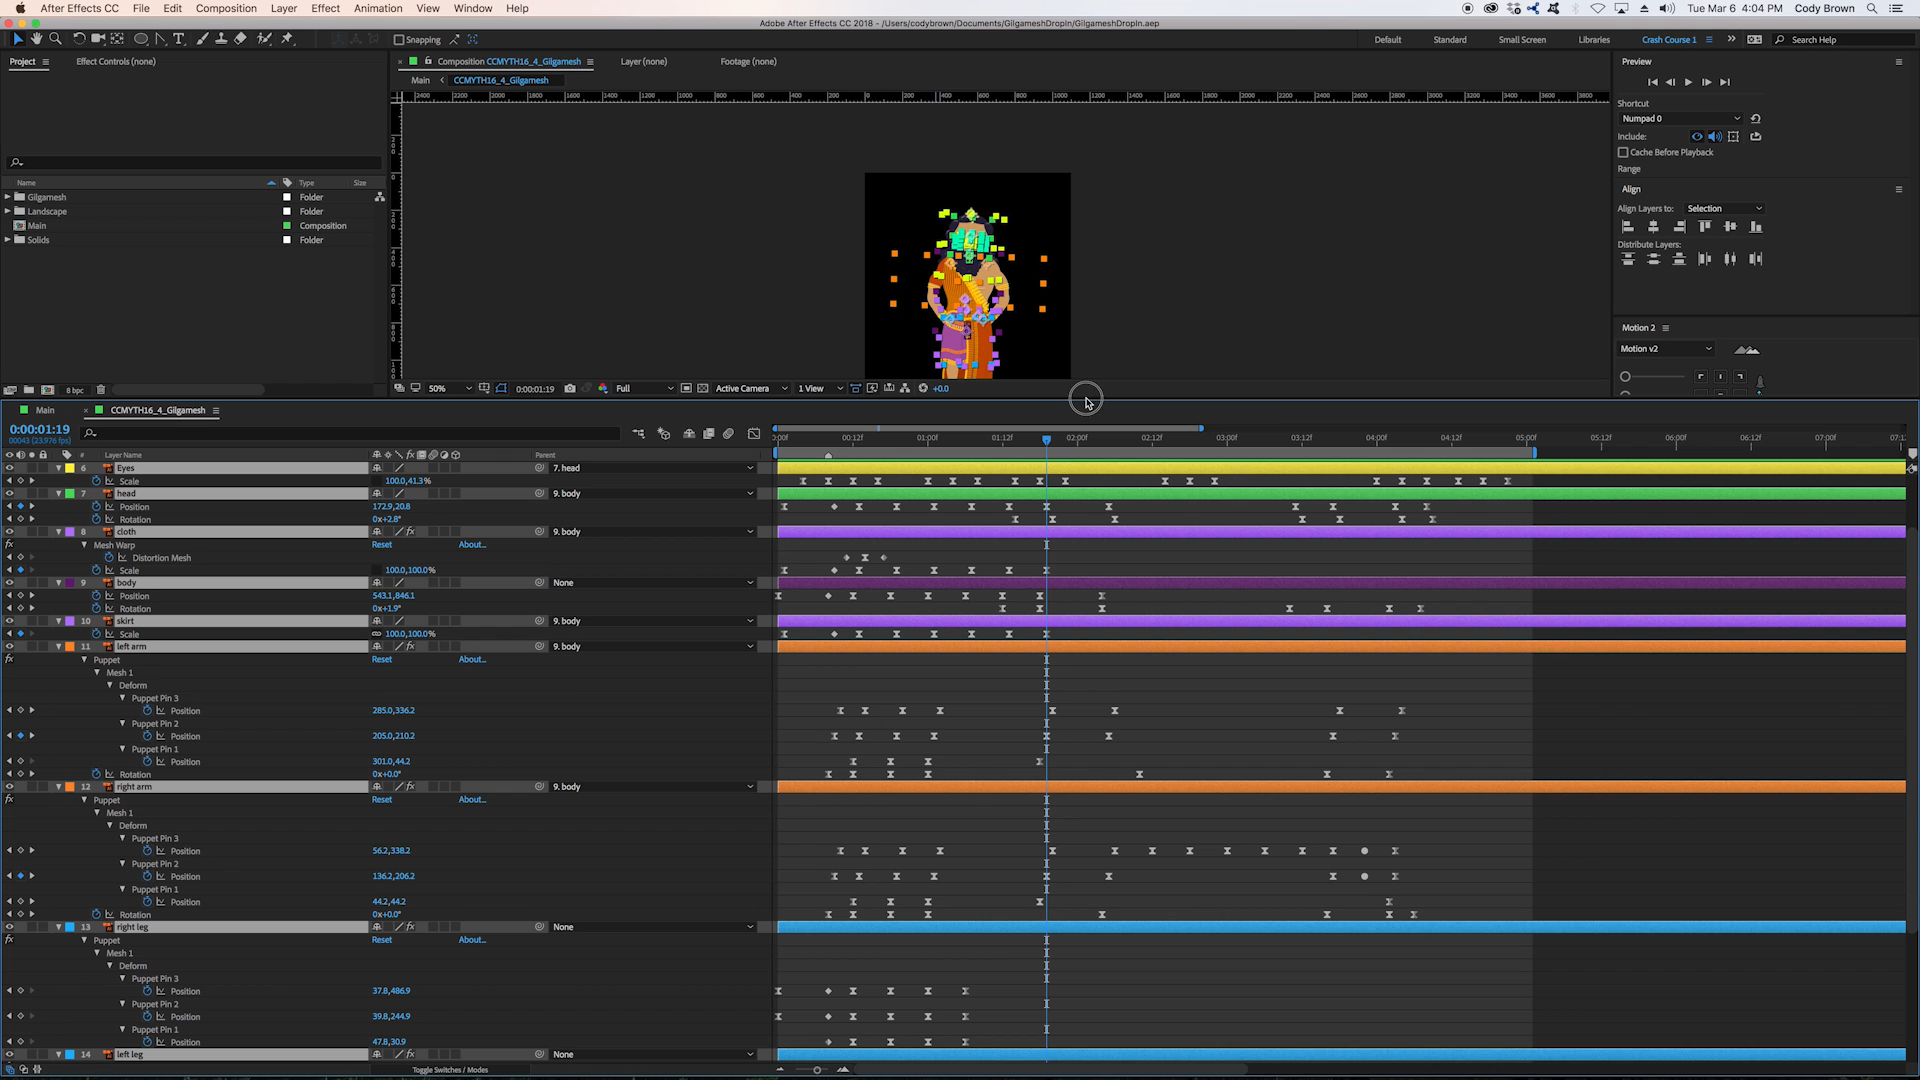 After Effects CC File Edit Composition Layer Effect Animation View Window Help Tue Mar 6 4:04 PM Cody Brown
Adobe After Effects CC 2018 - /Users/codybrown/Documents/GilgameshDropIn/GilgameshDropIn.aep
Snapping Default Standard Small Screen Libraries Crash Course 1 Search Help
Project Effect Controls (none) Composition CCMYTH16_4_Gilgamesh Layer (none) Footage (none) Preview
Main CCMYTH16_4_Gilgamesh
Shortcut
Numpad 0
Include:
Cache Before Playback
Range
Name Type Size
Gilgamesh Folder
Landscape Folder
Main Composition
Solids Folder
Align
Align Layers to: Selection
Distribute Layers:
Motion 2
Motion v2
8 bpc 50% 0:00:01:19 Full Active Camera 1 View +0.0
Main CCMYTH16_4_Gilgamesh
0:00:01:19
00043 (23.976 fps)
3:00f 00:12f 01:00f 01:12f 02:00f 02:12f 03:00f 03:12f 04:00f 04:12f 05:00f 05:12f 06:00f 06:12f 07:00f
# Layer Name Parent
6 Eyes 7. head
Scale 100.0,41.3%
7 head 9. body
Position 172.9,20.8
Rotation 0x+2.8°
8 cloth 9. body
Mesh Warp Reset About...
Distortion Mesh
Scale 100.0,100.0%
9 body None
Position 543.1,846.1
Rotation 0x+1.9°
10 skirt 9. body
Scale 100.0,100.0%
11 left arm 9. body
Puppet Reset About...
Mesh 1
Deform
Puppet Pin 3
Position 285.0,336.2
Puppet Pin 2
Position 205.0,210.2
Puppet Pin 1
Position 301.0,44.2
Rotation 0x+0.0°
12 right arm 9. body
Puppet Reset About...
Mesh 1
Deform
Puppet Pin 3
Position 56.2,338.2
Puppet Pin 2
Position 136.2,206.2
Puppet Pin 1
Position 44.2,44.2
Rotation 0x+0.0°
13 right leg None
Puppet Reset About...
Mesh 1
Deform
Puppet Pin 3
Position 37.8,486.9
Puppet Pin 2
Position 39.8,244.9
Puppet Pin 1
Position 47.8,30.9
14 left leg None
Toggle Switches / Modes